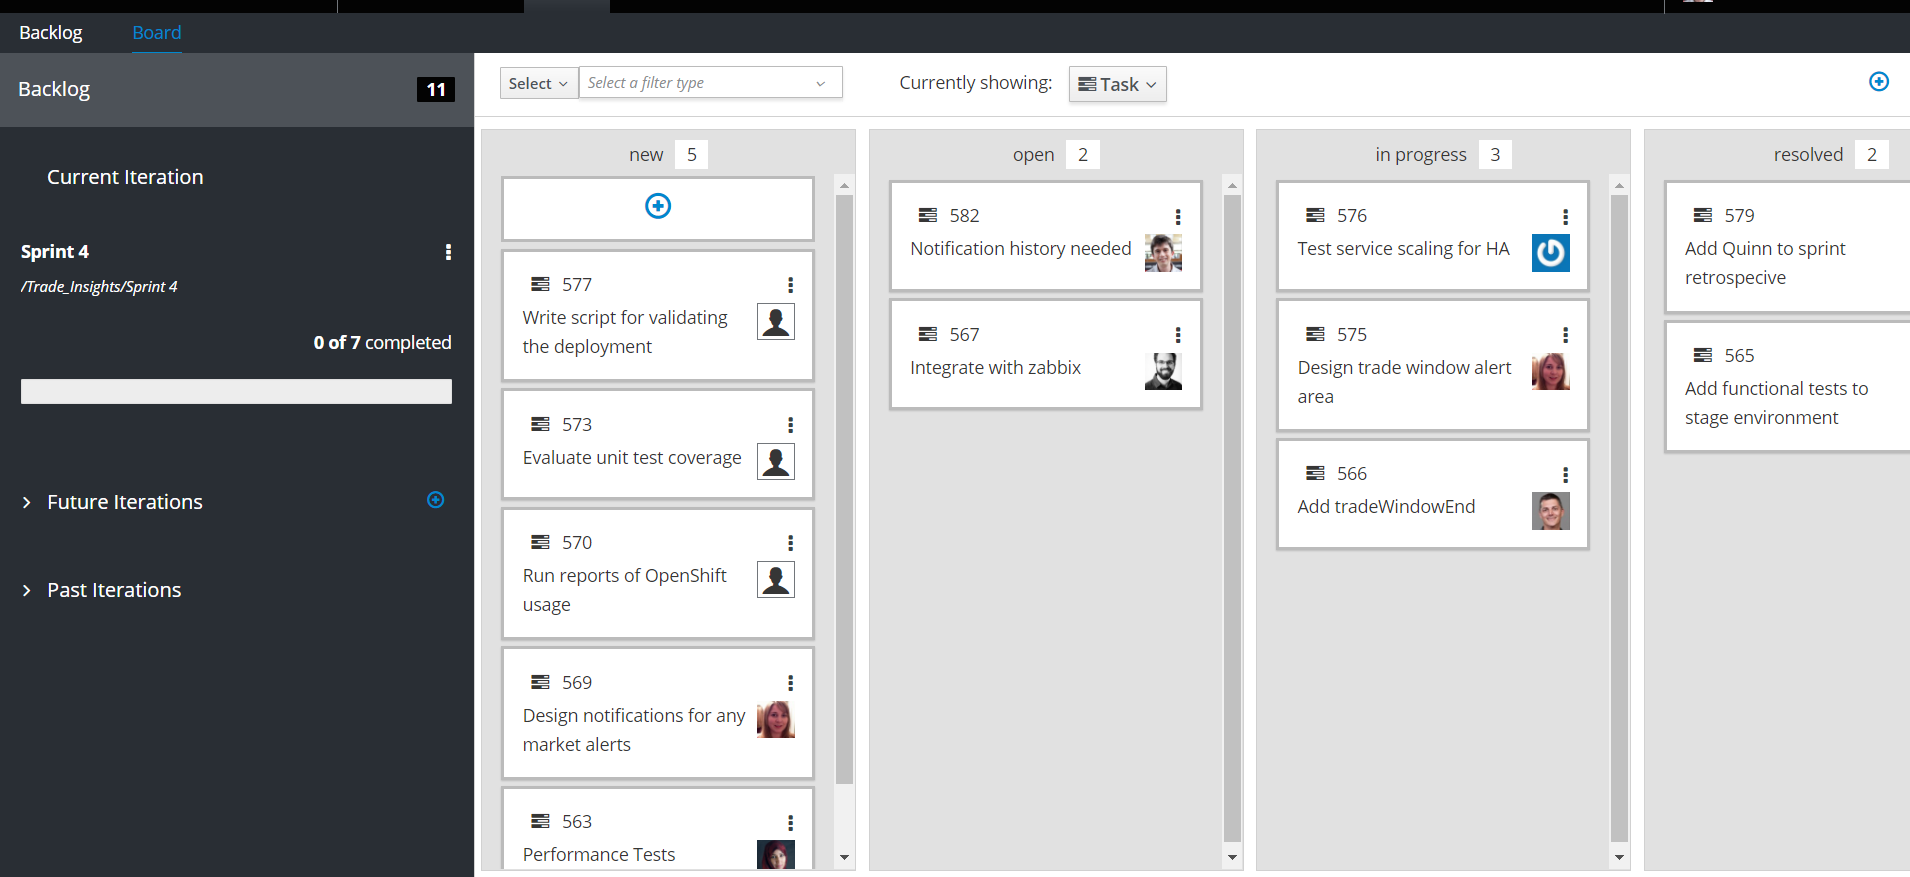 Backlog Board
Backlog 11
Current Iteration
Sprint 4
/Trade_Insights/Sprint 4
0 of 7 completed
Future Iterations
Past Iterations
Select Select a filter type Currently showing: Task
new 5
577
Write script for validating
the deployment
573
Evaluate unit test coverage
570
Run reports of OpenShift
usage
569
Design notifications for any
market alerts
563
Performance Tests
open 2
582
Notification history needed
567
Integrate with zabbix
in progress 3
576
Test service scaling for HA
575
Design trade window alert
area
566
Add tradeWindowEnd
resolved 2
579
Add Quinn to sprint
retrospecive
565
Add functional tests to
stage environment